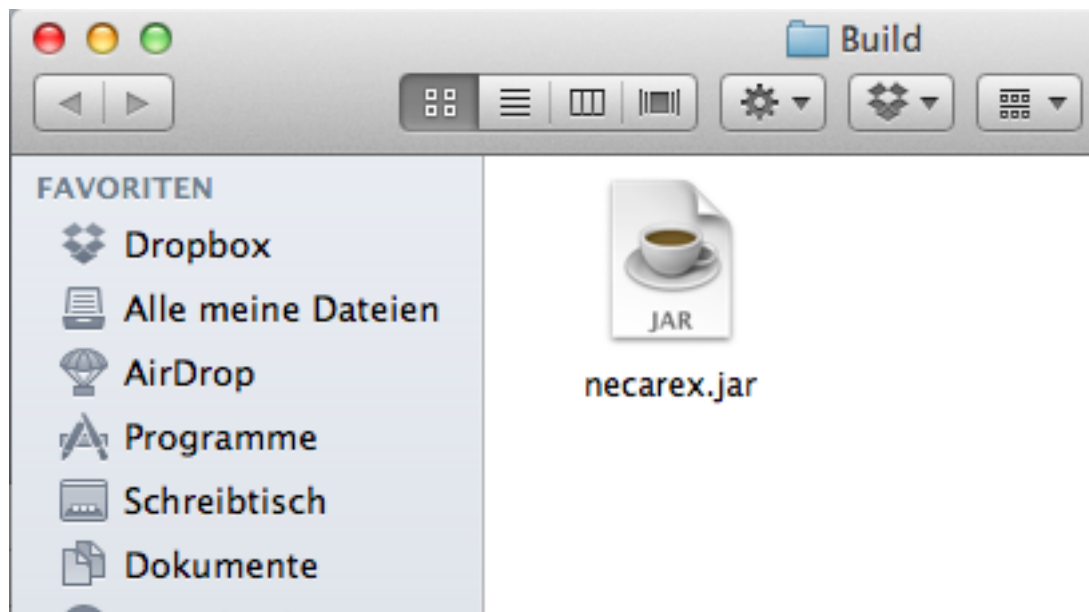 Build
FAVORITEN
Dropbox
Alle meine Dateien
AirDrop
Programme
Schreibtisch
Dokumente
JAR
necarex.jar